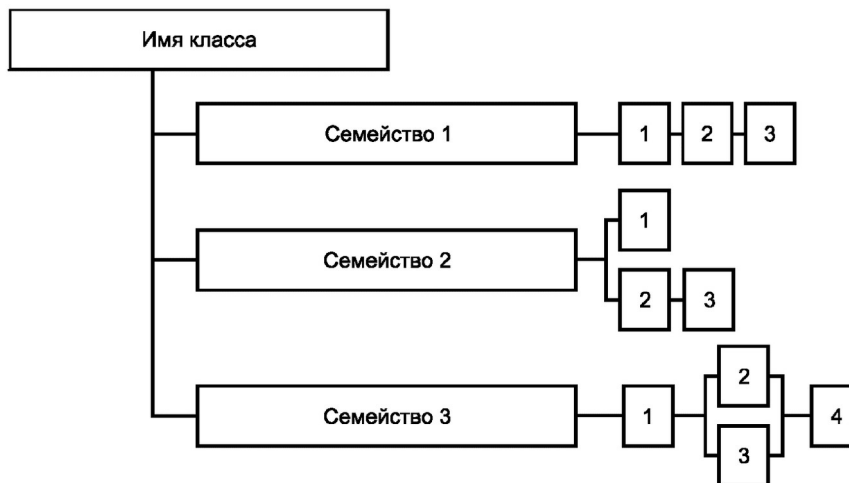 Имя класса
Семейство 1
1 2 3
Семейство 2
1
2 3
Семейство 3
1
2
3
4